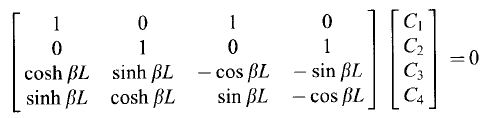 1 0 1 0 C₁
0 1 0 1 C₂
cosh βL sinh βL − cos βL − sin βL C₃ = 0
sinh βL cosh βL sin βL − cos βL C₄